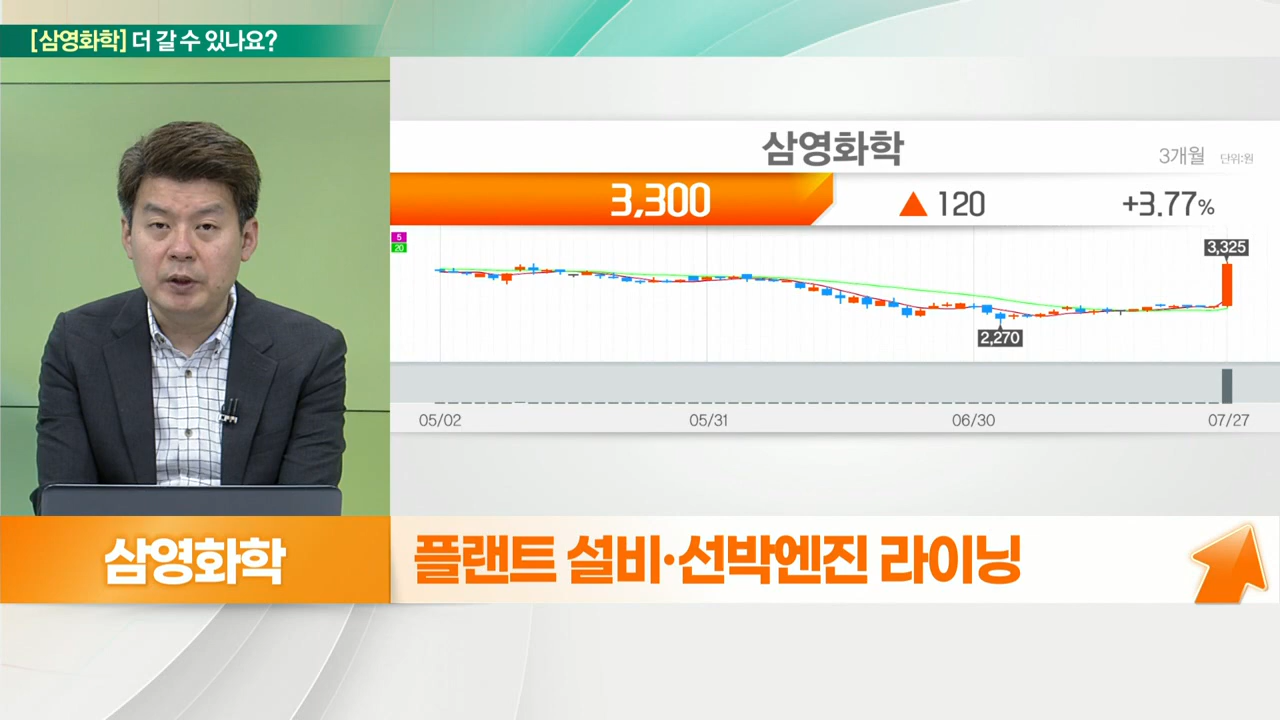 [삼영화학] 더 갈 수 있나요?
삼영화학
3개월 단위:원
3,300 ▲ 120 +3.77%
5
20
3,325
2,270
05/02 05/31 06/30 07/27
삼영화학
플랜트 설비·선박엔진 라이닝